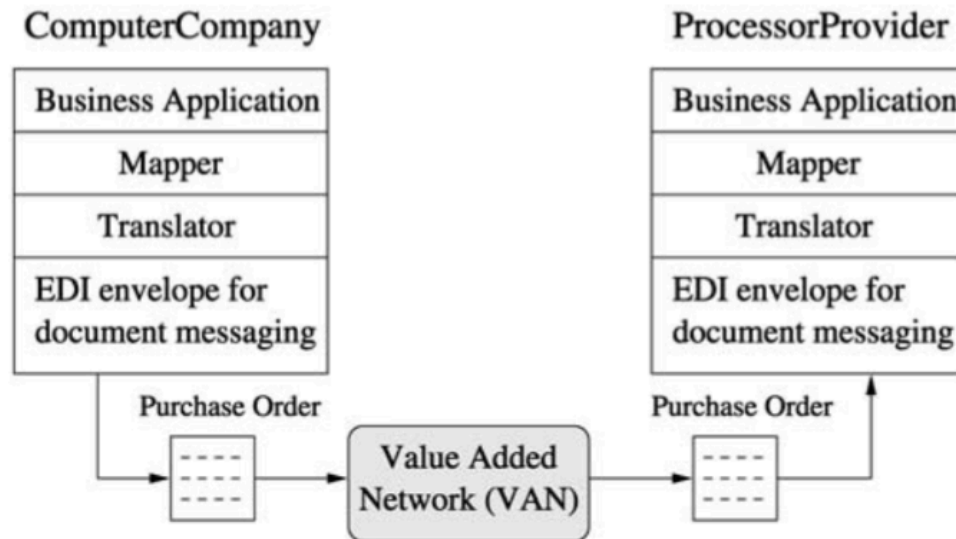 ComputerCompany
Business Application
Mapper
Translator
EDI envelope for
document messaging
Purchase Order
Value Added
Network (VAN)
ProcessorProvider
Business Application
Mapper
Translator
EDI envelope for
document messaging
Purchase Order